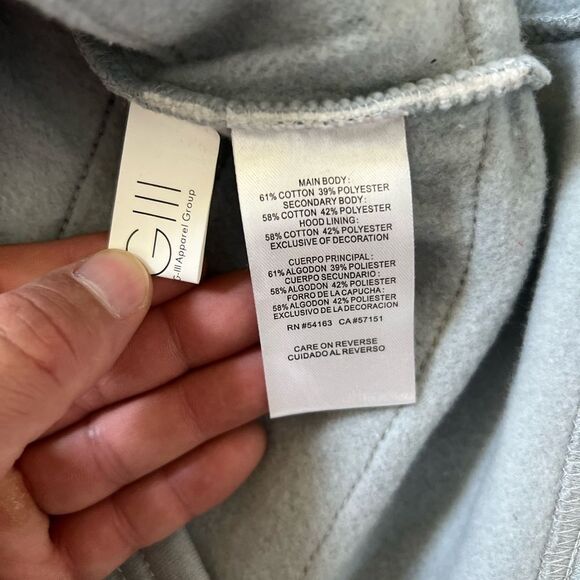 GIII
G-III Apparel Group
MAIN BODY:
61% COTTON 39% POLYESTER
SECONDARY BODY:
58% COTTON 42% POLYESTER
HOOD LINING:
58% COTTON 42% POLYESTER
EXCLUSIVE OF DECORATION
CUERPO PRINCIPAL:
61% ALGODON 39% POLIESTER
CUERPO SECUNDARIO:
58% ALGODON 42% POLIESTER
FORRO DE LA CAPUCHA:
58% ALGODON 42% POLIESTER
EXCLUSIVO DE LA DECORACION
RN #54163 CA#57151
CARE ON REVERSE
CUIDADO AL REVERSO